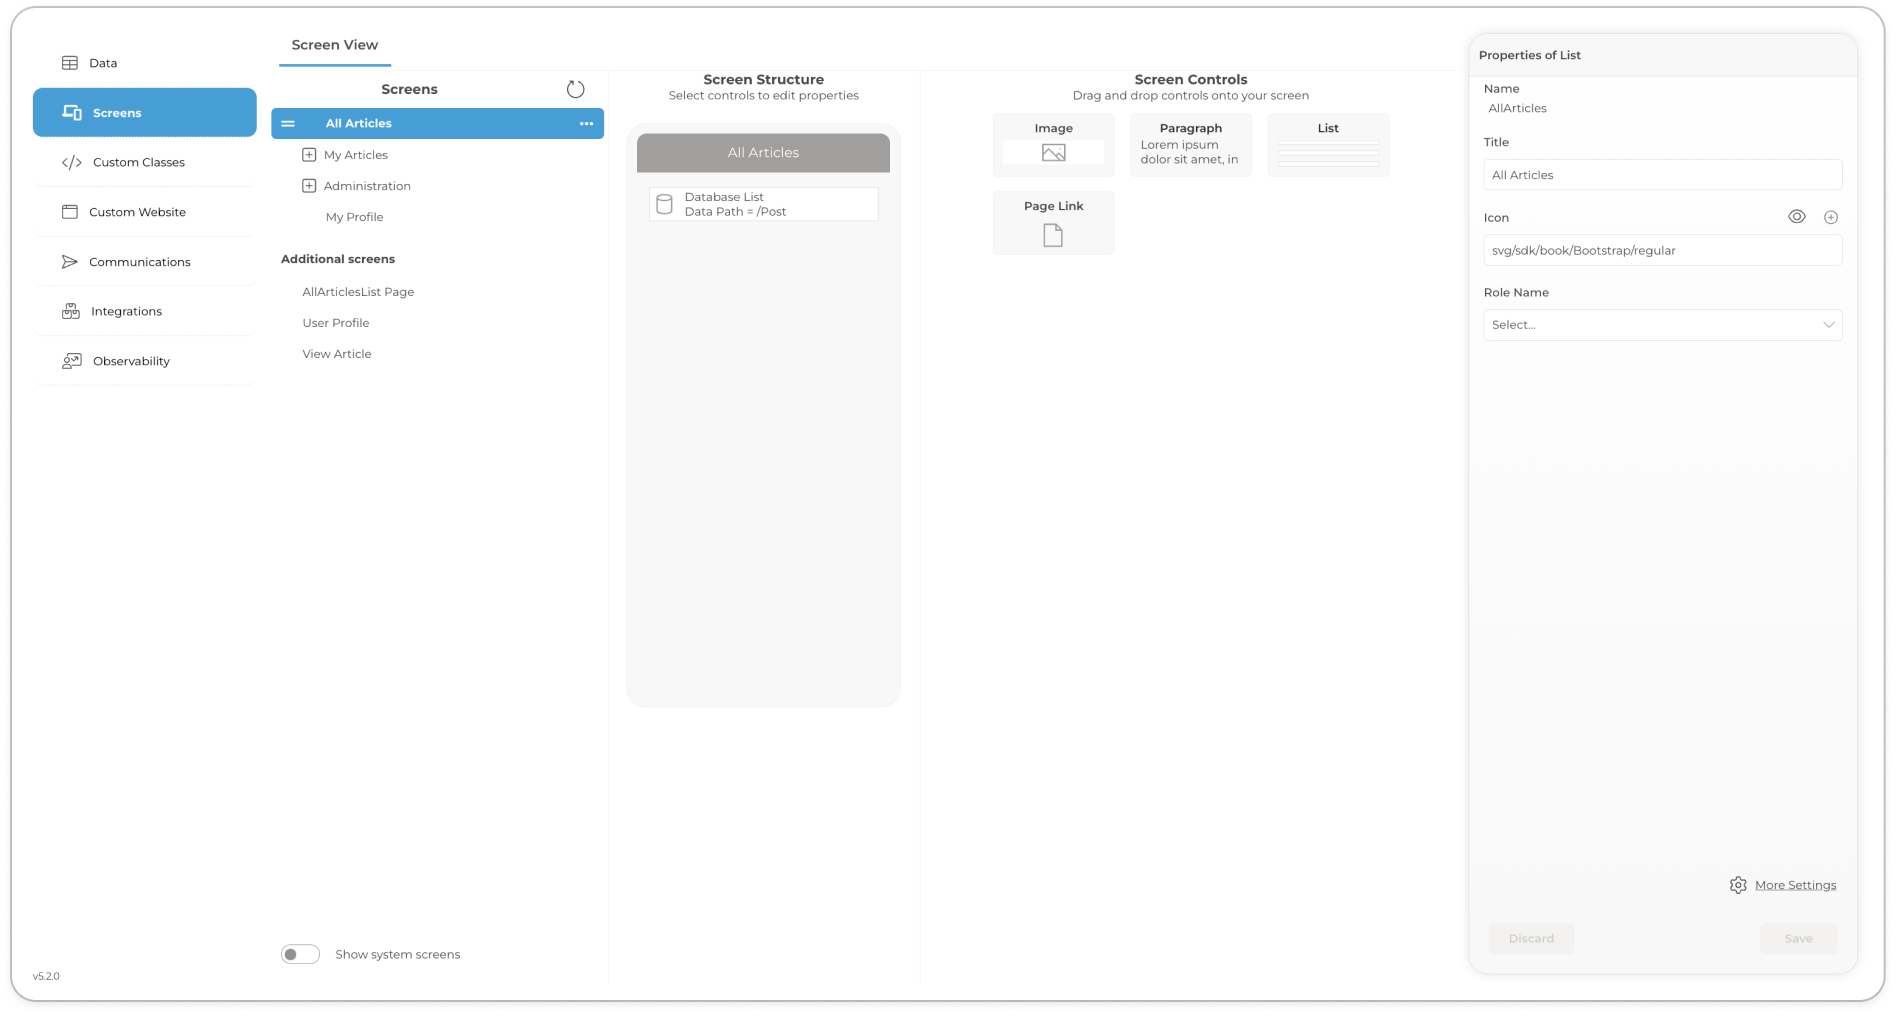 Data
Screens
Custom Classes
Custom Website
Communications
Integrations
Observability
v5.2.0
Screen View
Screens
All Articles
My Articles
Administration
My Profile
Additional screens
AllArticlesList Page
User Profile
View Article
Show system screens
Screen Structure
Select controls to edit properties
All Articles
Database List
Data Path = /Post
Screen Controls
Drag and drop controls onto your screen
Image
Paragraph
Lorem ipsum
dolor sit amet, in
List
Page Link
Properties of List
Name
AllArticles
Title
All Articles
Icon
svg/sdk/book/Bootstrap/regular
Role Name
Select...
More Settings
Discard
Save